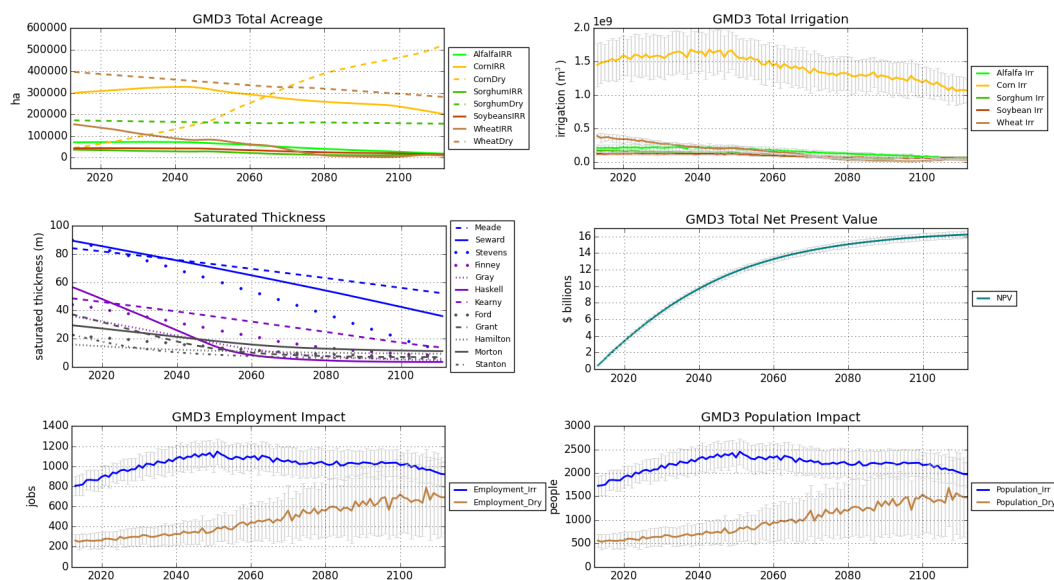 GMD3 Total Acreage
600000
500000
400000
300000
200000
100000
0
ha
2020 2040 2060 2080 2100
AlfalfaIRR
CornIRR
CornDry
SorghumIRR
SorghumDry
SoybeansIRR
WheatIRR
WheatDry
GMD3 Total Irrigation
1e9
2.0
1.5
1.0
0.5
0.0
irrigation (m³)
2020 2040 2060 2080 2100
Alfalfa Irr
Corn Irr
Sorghum Irr
Soybean Irr
Wheat Irr
Saturated Thickness
100
80
60
40
20
0
saturated thickness (m)
2020 2040 2060 2080 2100
Meade
Seward
Stevens
Finney
Gray
Haskell
Kearny
Ford
Grant
Hamilton
Morton
Stanton
GMD3 Total Net Present Value
16
14
12
10
8
6
4
2
0
$ billions
2020 2040 2060 2080 2100
NPV
GMD3 Employment Impact
1400
1200
1000
800
600
400
200
0
jobs
2020 2040 2060 2080 2100
Employment_Irr
Employment_Dry
GMD3 Population Impact
3000
2500
2000
1500
1000
500
0
people
2020 2040 2060 2080 2100
Population_Irr
Population_Dry